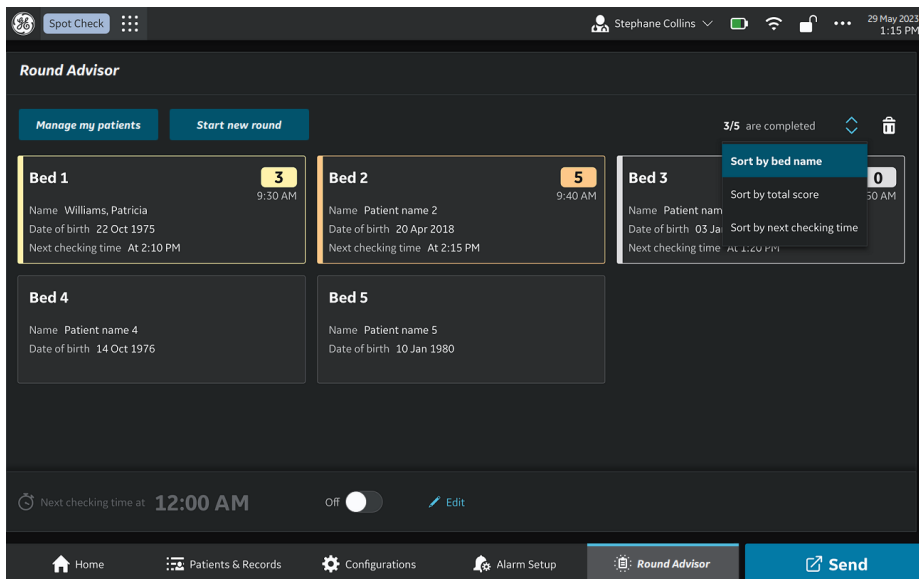 Spot Check
Stephane Collins
29 May 2023
1:15 PM
Round Advisor
Manage my patients
Start new round
3/5 are completed
Sort by bed name
Sort by total score
Sort by next checking time
Bed 1
3
9:30 AM
Name Williams, Patricia
Date of birth 22 Oct 1975
Next checking time At 2:10 PM
Bed 2
5
9:40 AM
Name Patient name 2
Date of birth 20 Apr 2018
Next checking time At 2:15 PM
Bed 3
0
50 AM
Name Patient nam
Date of birth 03 Ja
Next checking time At 1:20 PM
Bed 4
Name Patient name 4
Date of birth 14 Oct 1976
Bed 5
Name Patient name 5
Date of birth 10 Jan 1980
Next checking time at 12:00 AM
Off
Edit
Home
Patients & Records
Configurations
Alarm Setup
Round Advisor
Send